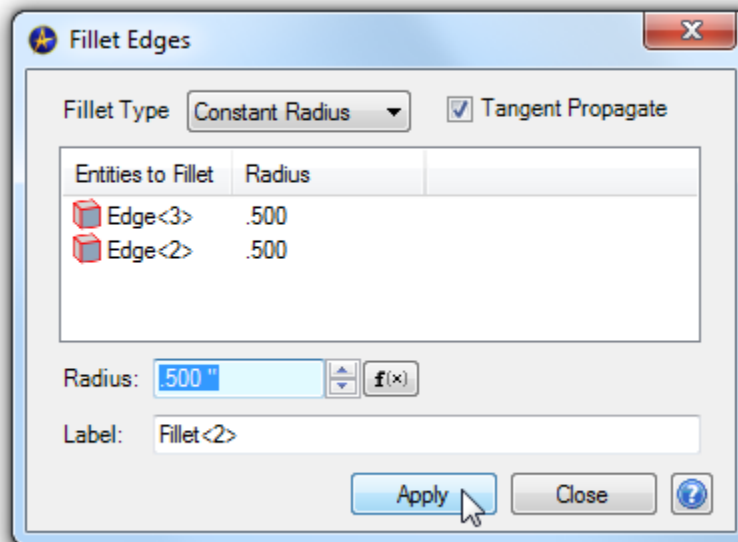 Fillet Edges
Fillet Type Constant Radius Tangent Propagate
Entities to Fillet Radius
Edge<3> .500
Edge<2> .500
Radius: .500 " f(x)
Label: Fillet<2>
Apply Close ?